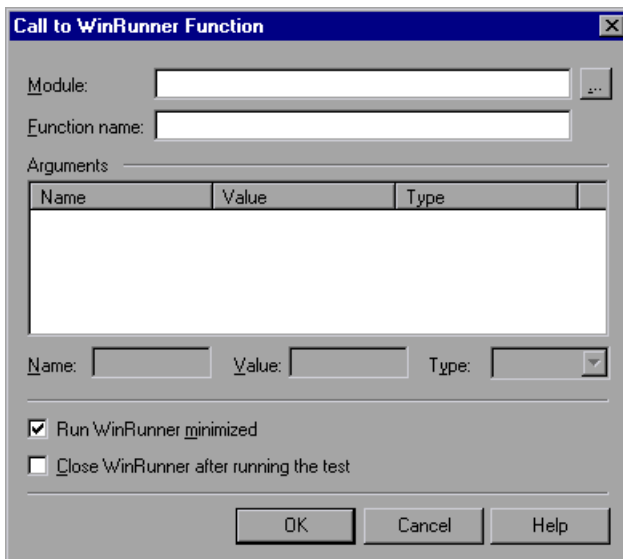 Call to WinRunner Function
Module:
...
Function name:
Arguments
Name Value Type
Name: Value: Type:
Run WinRunner minimized
Close WinRunner after running the test
OK Cancel Help